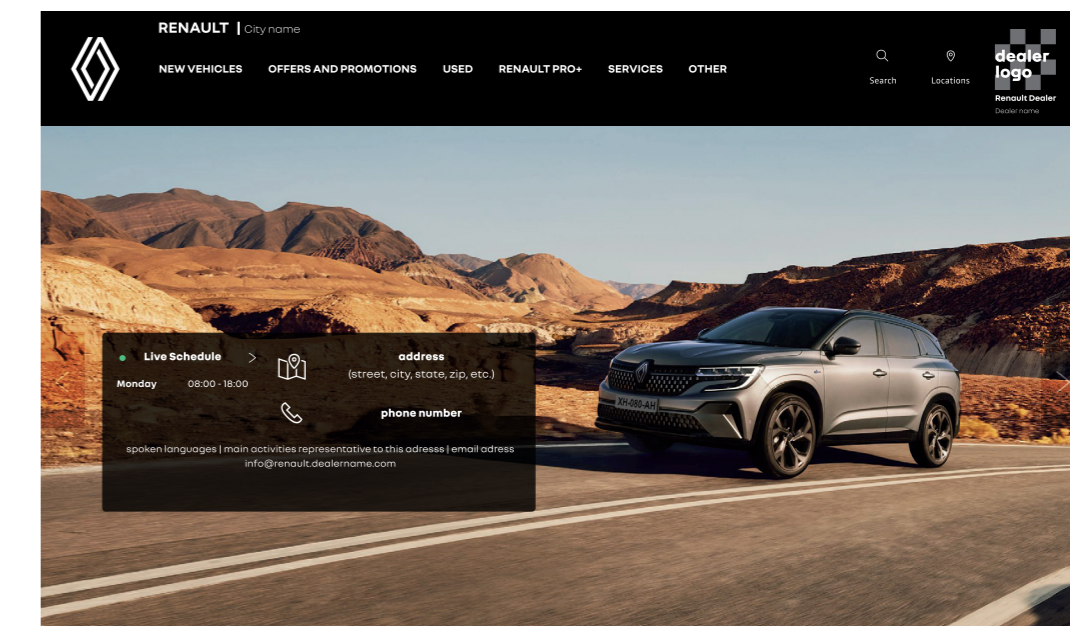 RENAULT | City name
NEW VEHICLES OFFERS AND PROMOTIONS USED RENAULT PRO+ SERVICES OTHER
Search Locations
dealer
logo
Renault Dealer
Dealer name
Live Schedule >
Monday 08:00 - 18:00
address
(street, city, state, zip, etc.)
phone number
spoken languages | main activities representative to this adresss | email adress
info@renault.dealername.com
XH-080-AH